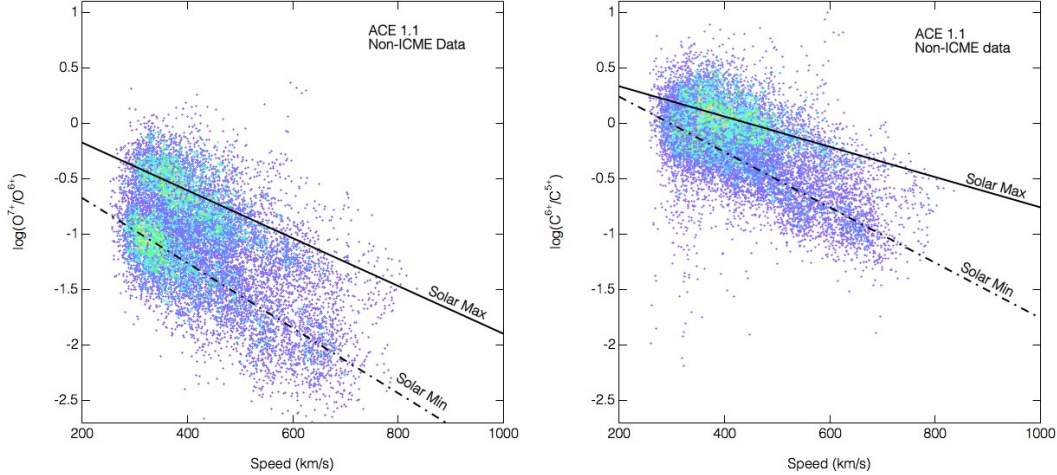 1
0.5
0
-0.5
-1
-1.5
-2
-2.5
log(O⁷⁺/O⁶⁺)
ACE 1.1
Non-ICME Data
Solar Max
Solar Min
200
400
600
800
1000
Speed (km/s)
1
0.5
0
-0.5
-1
-1.5
-2
-2.5
log(C⁶⁺/C⁵⁺)
ACE 1.1
Non-ICME data
Solar Max
Solar Min
200
400
600
800
1000
Speed (km/s)